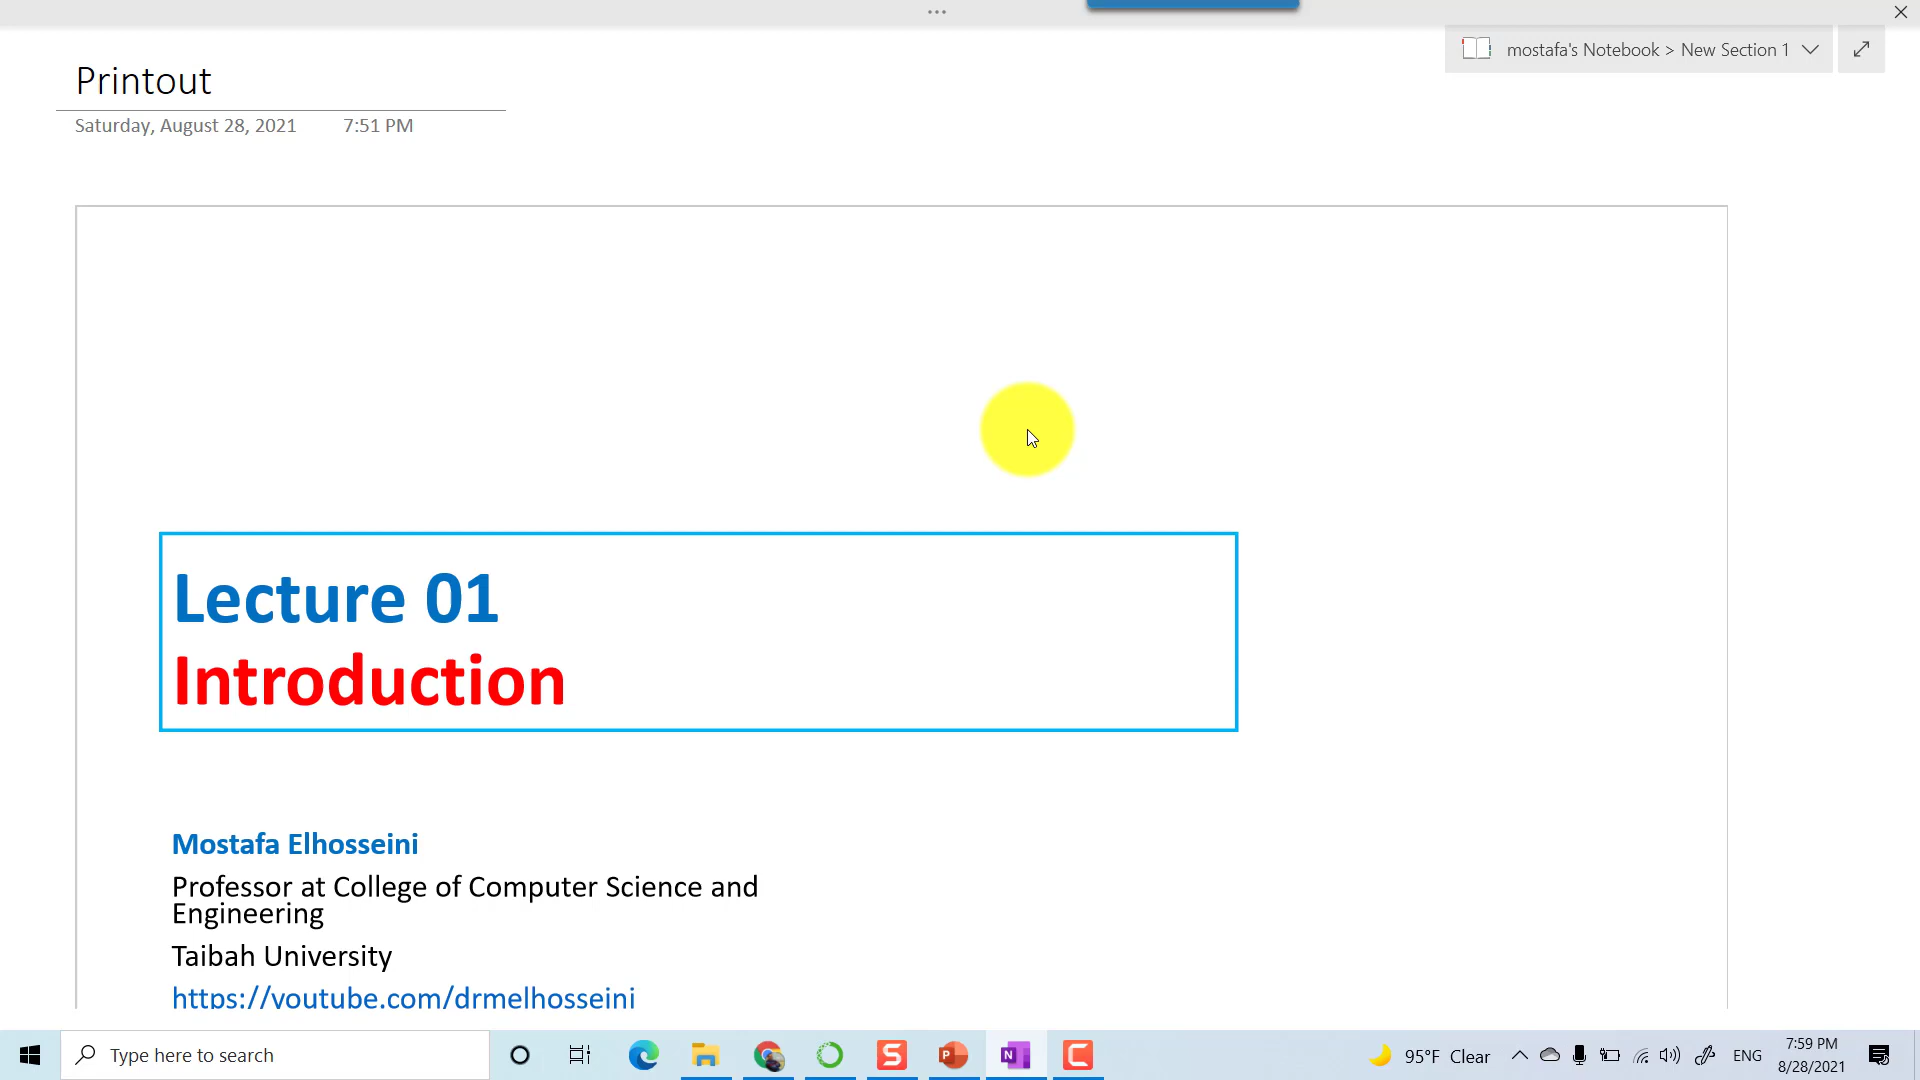 mostafa's Notebook > New Section 1
Printout
Saturday, August 28, 2021 7:51 PM
Lecture 01
Introduction
Mostafa Elhosseini
Professor at College of Computer Science and
Engineering
Taibah University
https://youtube.com/drmelhosseini
Type here to search
95°F Clear
ENG
7:59 PM
8/28/2021